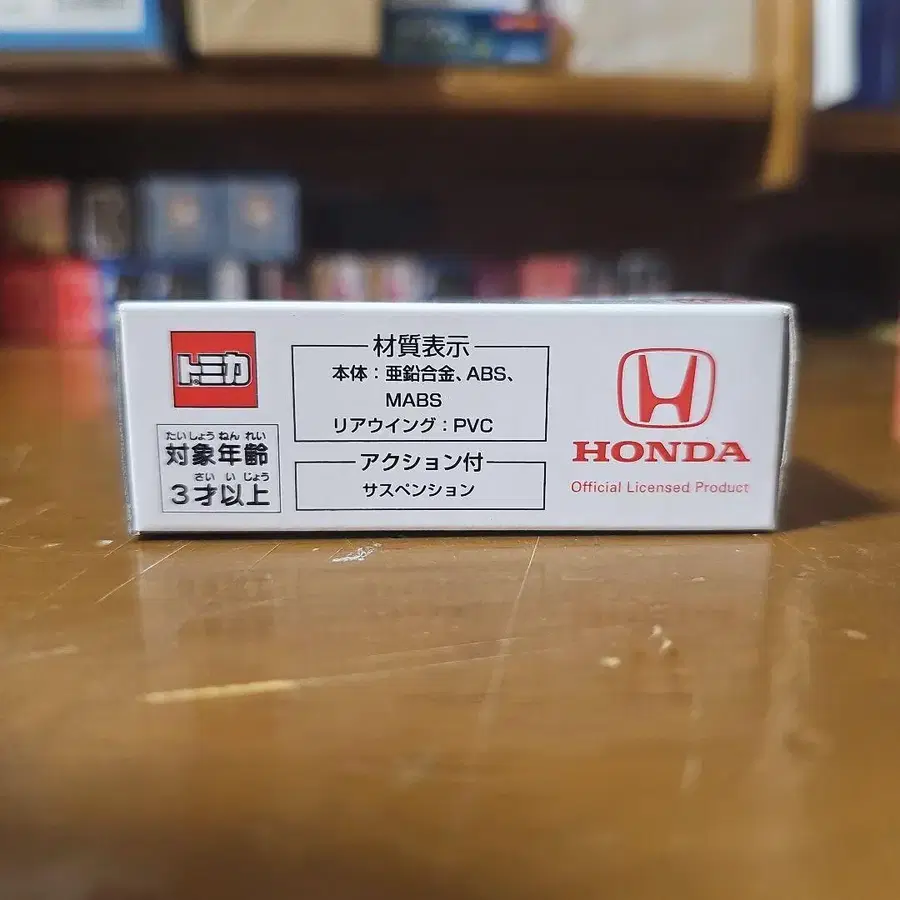 トミカ
たいしょう ねん れい
対象年齢
さい い じょう
3才以上
材質表示
本体:亜鉛合金、ABS、
MABS
リアウイング:PVC
アクション付
サスペンション
HONDA
Official Licensed Product